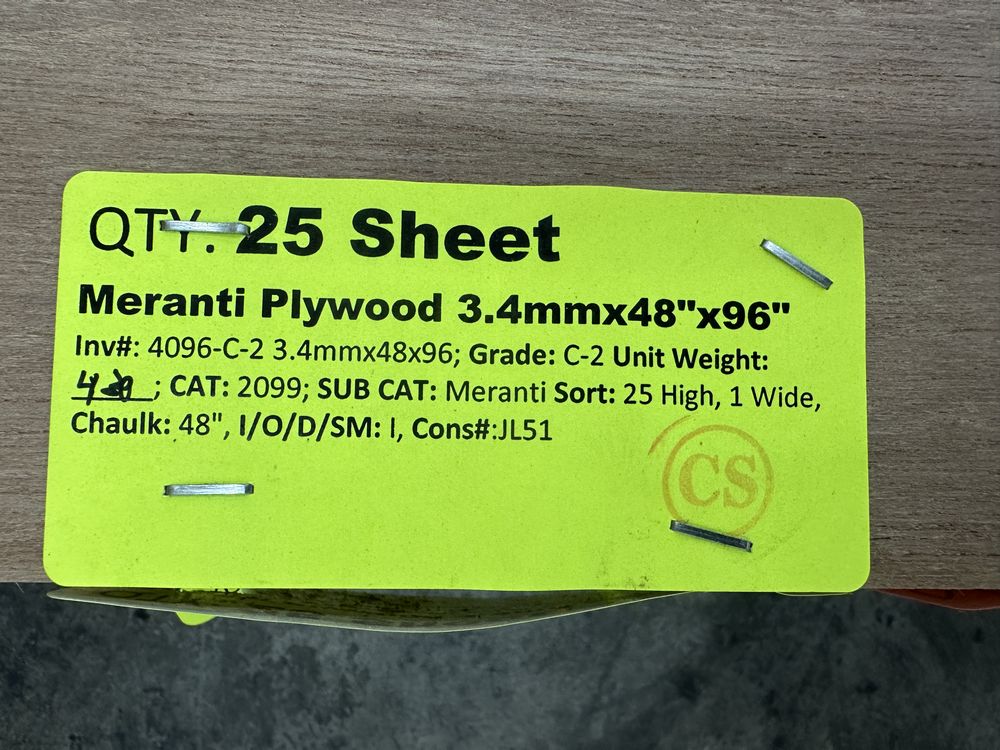 QTY: 25 Sheet
Meranti Plywood 3.4mmx48"x96"
Inv#: 4096-C-2 3.4mmx48x96; Grade: C-2 Unit Weight:
; CAT: 2099; SUB CAT: Meranti Sort: 25 High, 1 Wide,
Chaulk: 48", I/O/D/SM: I, Cons#:JL51
CS